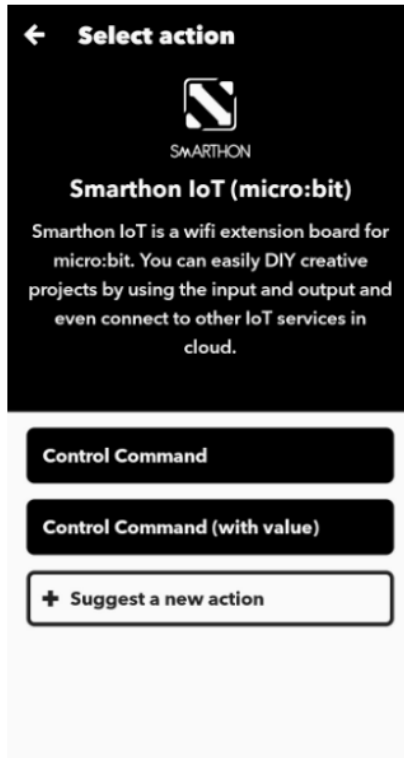 Select action
SMARTHON
Smarthon IoT (micro:bit)
Smarthon IoT is a wifi extension board for
micro:bit. You can easily DIY creative
projects by using the input and output and
even connect to other IoT services in
cloud.
Control Command
Control Command (with value)
+ Suggest a new action